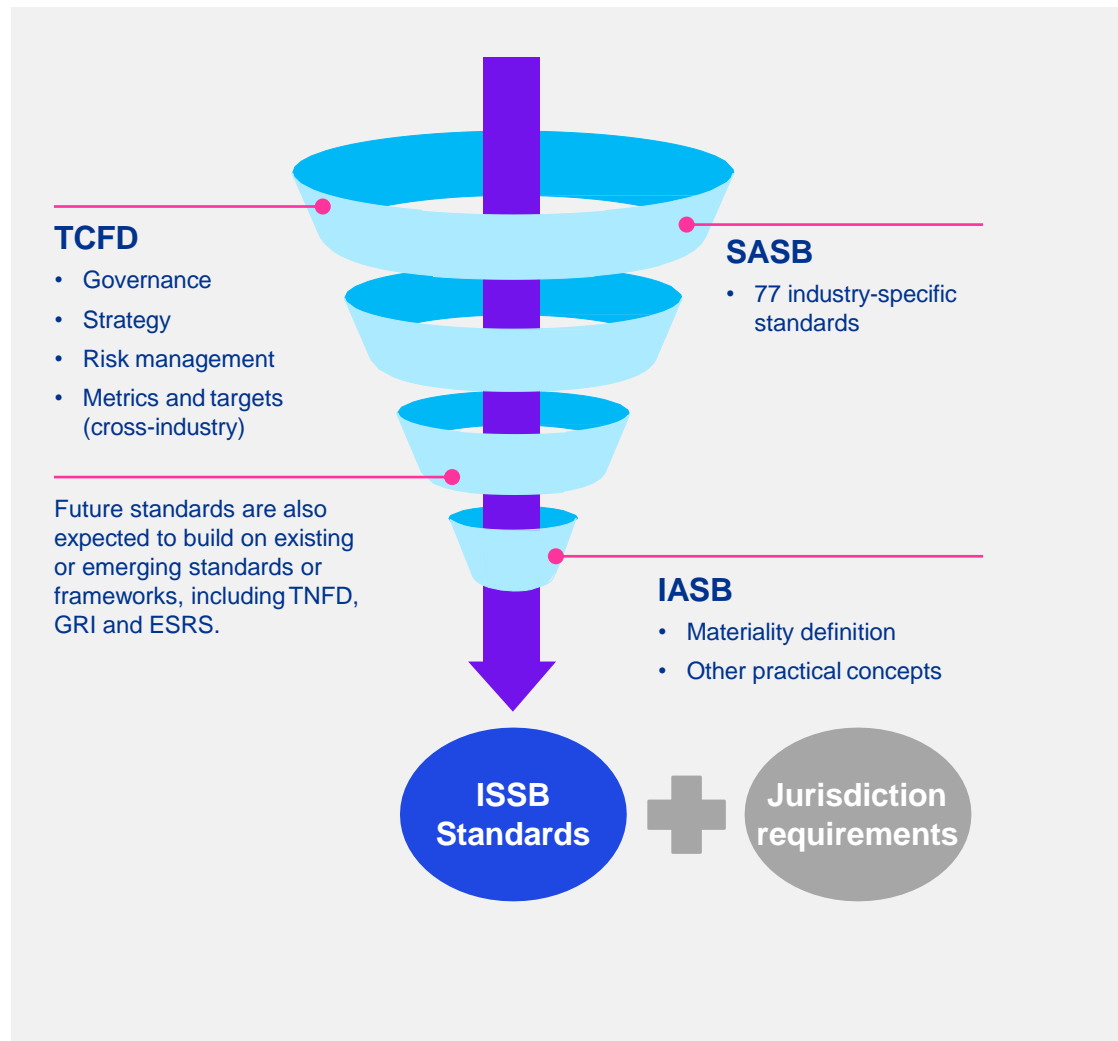 TCFD
• Governance
• Strategy
• Risk management
• Metrics and targets
(cross-industry)
SASB
• 77 industry-specific
standards
Future standards are also
expected to build on existing
or emerging standards or
frameworks, including TNFD,
GRI and ESRS.
IASB
• Materiality definition
• Other practical concepts
ISSB
Standards
Jurisdiction
requirements